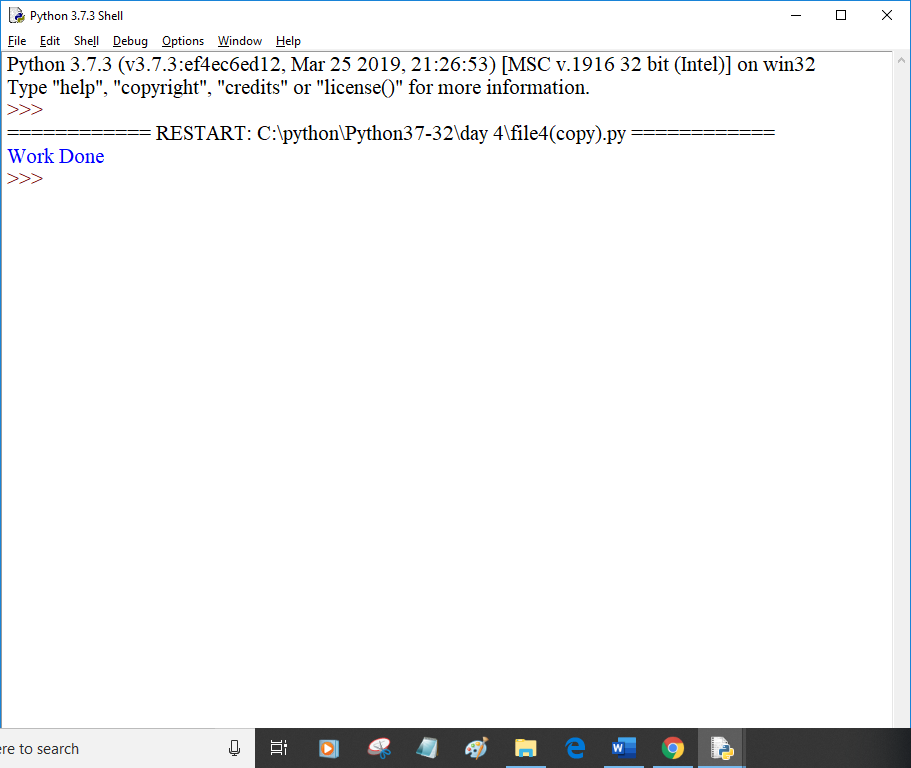 Python 3.7.3 Shell
File Edit Shell Debug Options Window Help
Python 3.7.3 (v3.7.3:ef4ec6ed12, Mar 25 2019, 21:26:53) [MSC v.1916 32 bit (Intel)] on win32
Type "help", "copyright", "credits" or "license()" for more information.
>>>
============ RESTART: C:\python\Python37-32\day 4\file4(copy).py ============
Work Done
>>>
ere to search